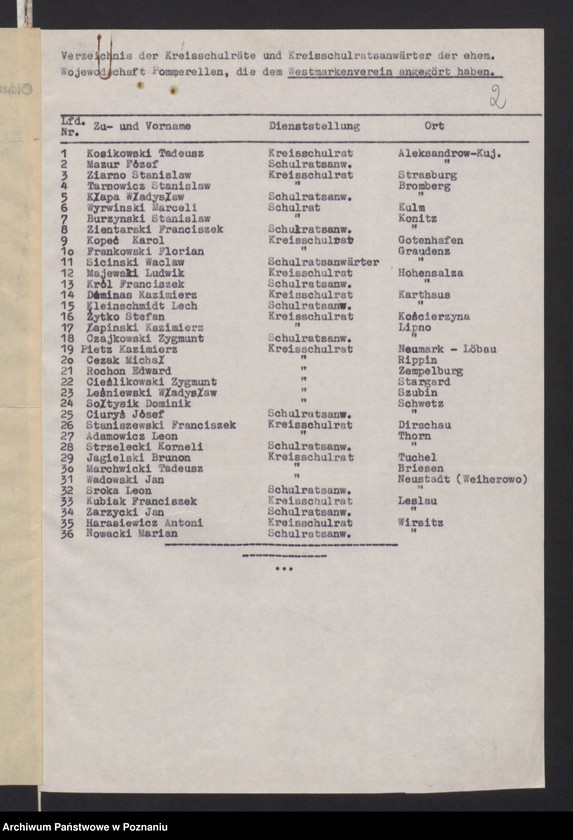 Verzeichnis der Kreisschulräte und Kreisschulratsanwärter der ehem.
Wojewodschaft Pommerellen, die dem Westmarkenverein angegört haben.
2
Lfd. Nr. Zu- und Vorname Dienststellung Ort
1 Kosikowski Tadeusz Kreisschulrat Aleksandrow-Kuj.
2 Mazur Fózef Schulratsanw. "
3 Ziarno Stanislaw Kreisschulrat Strasburg
4 Tarnowicz Stanislaw " Bromberg
5 Kłapa Władysław Schulratsanw. "
6 Wyrwinski Marceli Schulrat Kulm
7 Burzynski Stanislaw " Konitz
8 Zientarski Franciszek Schulratsanw. "
9 Kopeć Karol Kreisschulrat Gotenhafen
10 Frankowski Florian " Graudenz
11 Sicinski Waclaw Schulratsanwärter "
12 Majewski Ludwik Kreisschulrat Hohensalza
13 Król Franciszek Schulratsanw. "
14 Dominas Kazimierz Kreisschulrat Karthaus
15 Kleinschmidt Lech Schulratsanw. "
16 Żytko Stefan Kreisschulrat Kościerzyna
17 Łapinski Kazimierz " Lipno
18 Czajkowski Zygmunt Schulratsanw. "
19 Pietz Kazimierz Kreisschulrat Neumark - Löbau
20 Cezak Michał " Rippin
21 Rochon Edward " Zempelburg
22 Cieślikowski Zygmunt " Stargard
23 Leśniewski Władysław " Szubin
24 Sołtysik Dominik " Schwetz
25 Ciuryś Józef Schulratsanw. "
26 Staniszewski Franciszek Kreisschulrat Dirschau
27 Adamowicz Leon " Thorn
28 Strzelecki Korneli Schulratsanw. "
29 Jagielski Brunon Kreisschulrat Tuchel
30 Marchwicki Tadeusz " Briesen
31 Wadowski Jan " Neustadt (Weiherowo)
32 Sroka Leon Schulratsanw. "
33 Kubiak Franciszek Kreisschulrat Leslau
34 Zarzycki Jan Schulratsanw. "
35 Harasiewicz Antoni Kreisschulrat Wirsitz
36 Nowacki Marian Schulratsanw. "
...
Archiwum Państwowe w Poznaniu